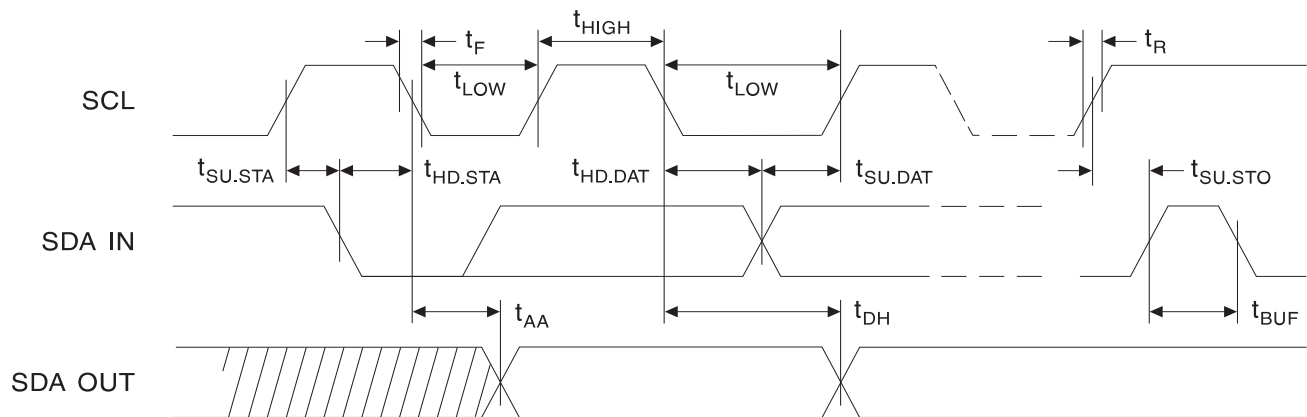 tF
tHIGH
tR
SCL
tLOW
tLOW
tSU.STA
tHD.STA
tHD.DAT
tSU.DAT
tSU.STO
SDA IN
tAA
tDH
tBUF
SDA OUT